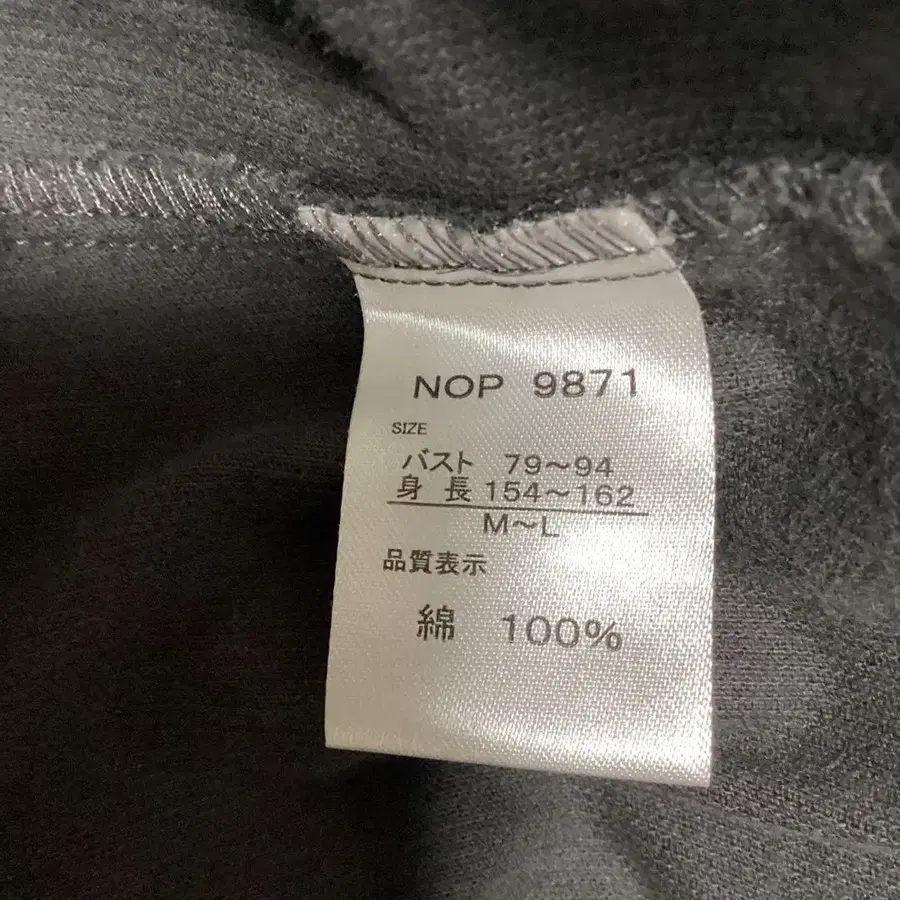 NOP 9871
SIZE
バスト 79～94
身 長 154～162
M～L
品質表示
綿 100%